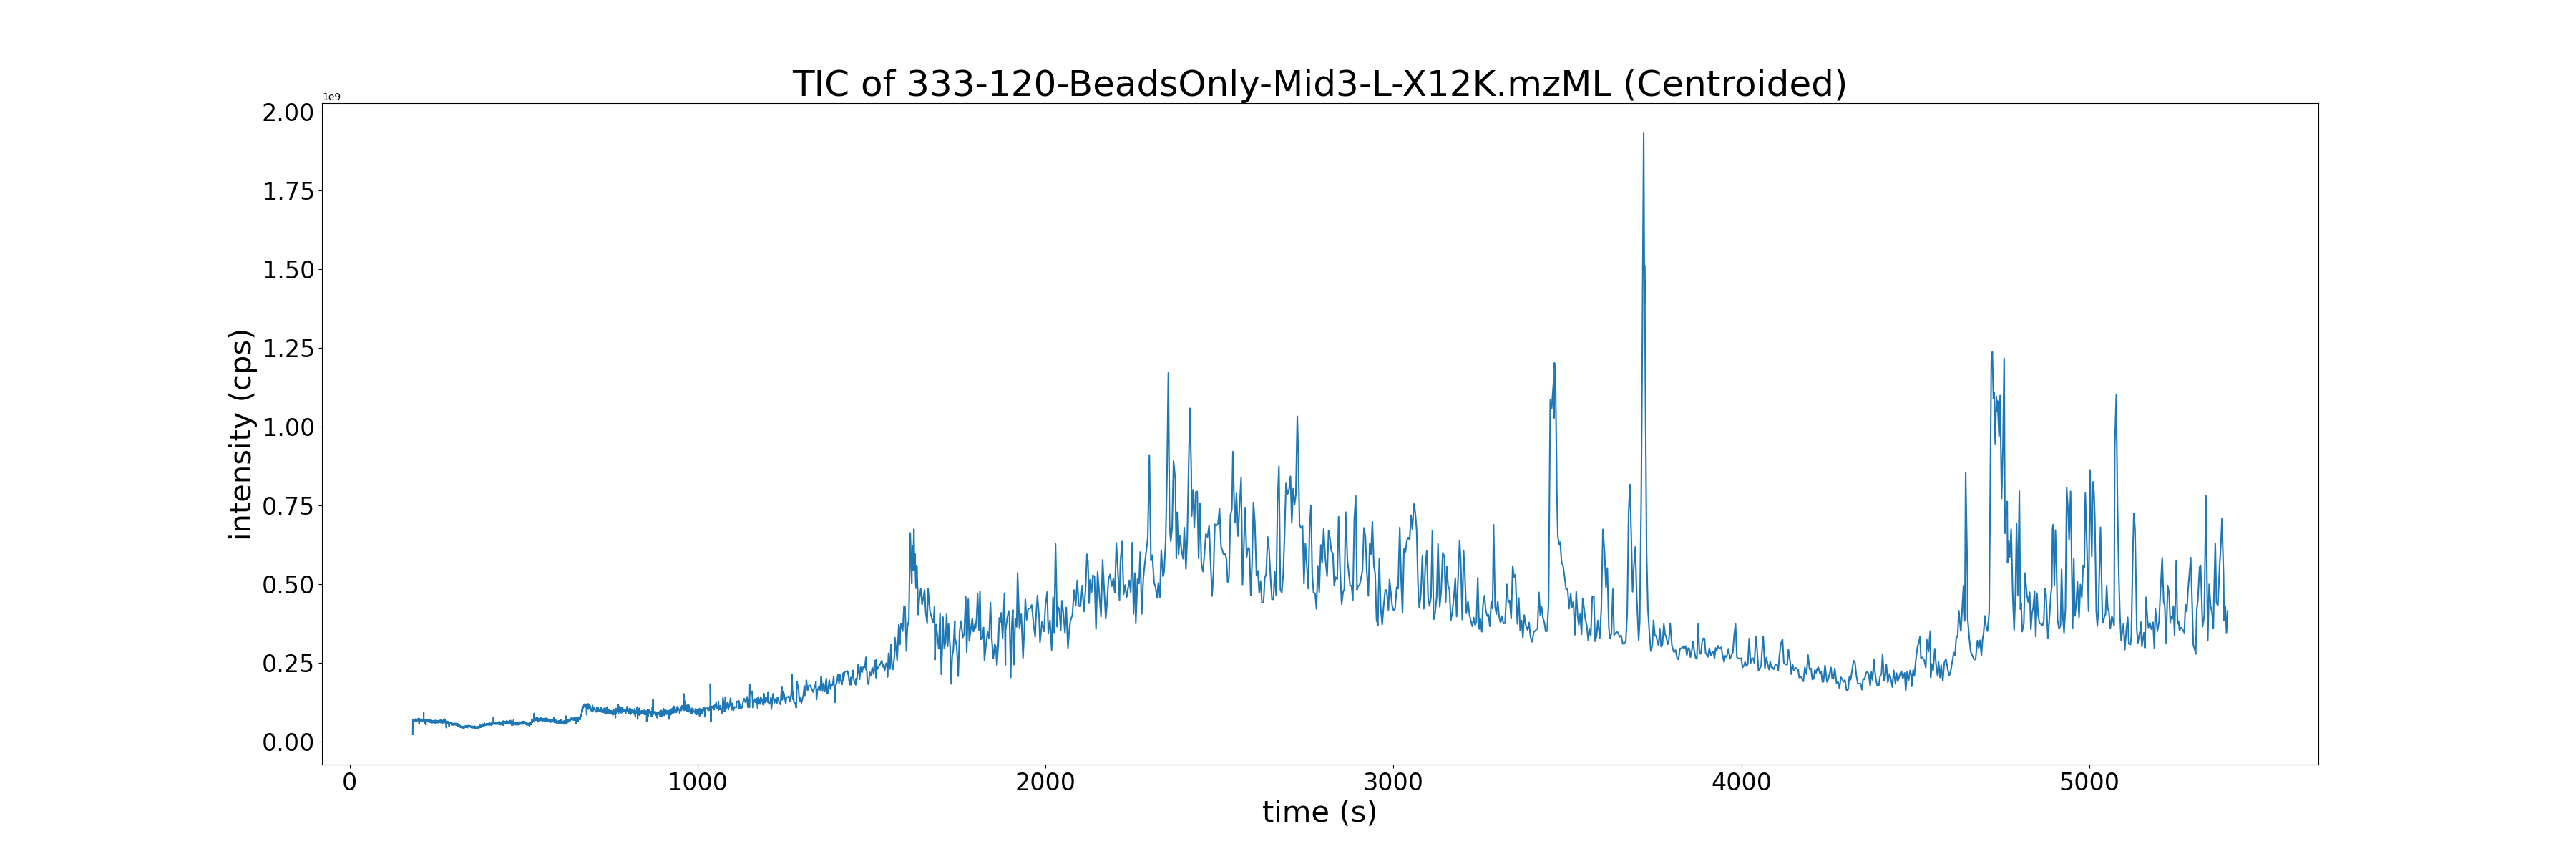 TIC of 333-120-BeadsOnly-Mid3-L-X12K.mzML (Centroided)
1e9
2.00
1.75
1.50
1.25
1.00
0.75
0.50
0.25
0.00
intensity (cps)
0 1000 2000 3000 4000 5000
time (s)